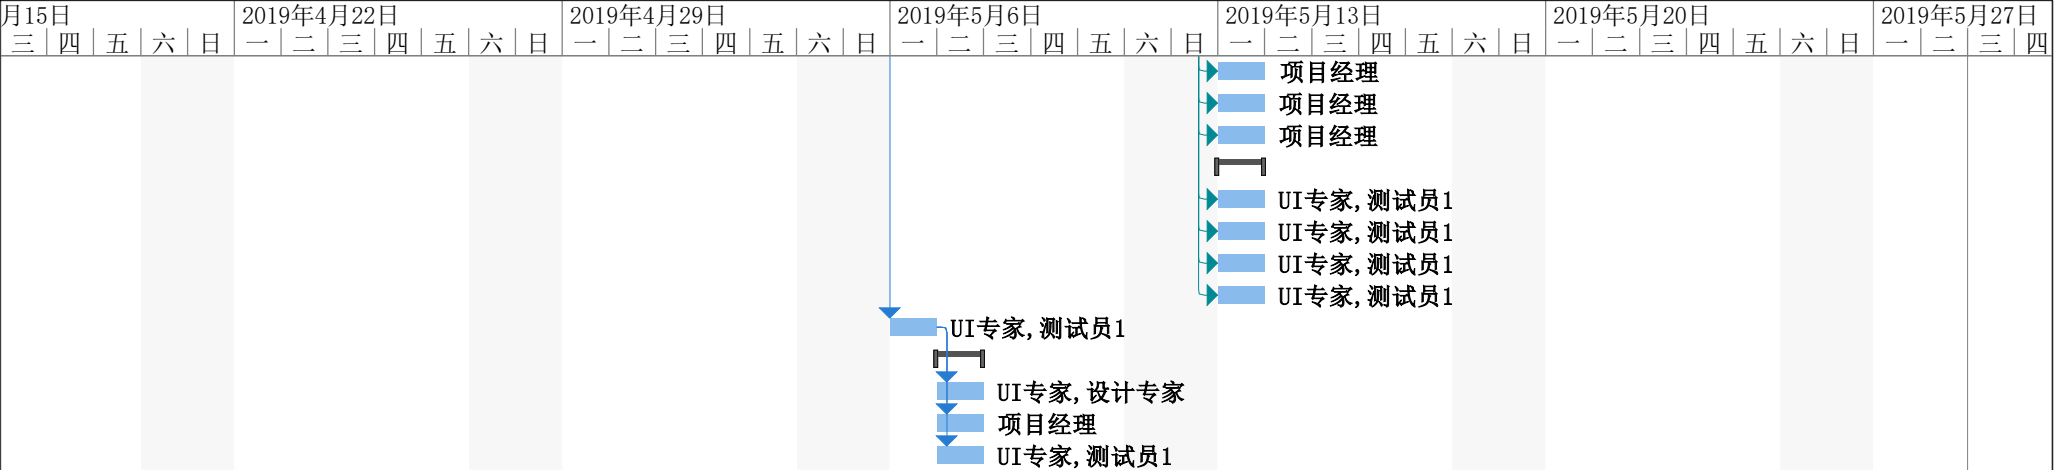 月15日 2019年4月22日 2019年4月29日 2019年5月6日 2019年5月13日 2019年5月20日 2019年5月27日
三 四 五 六 日 一 二 三 四 五 六 日 一 二 三 四 五 六 日 一 二 三 四 五 六 日 一 二 三 四 五 六 日 一 二 三 四 五 六 日 一 二 三 四
项目经理
项目经理
项目经理
UI专家,测试员1
UI专家,测试员1
UI专家,测试员1
UI专家,测试员1
UI专家,测试员1
UI专家,设计专家
项目经理
UI专家,测试员1